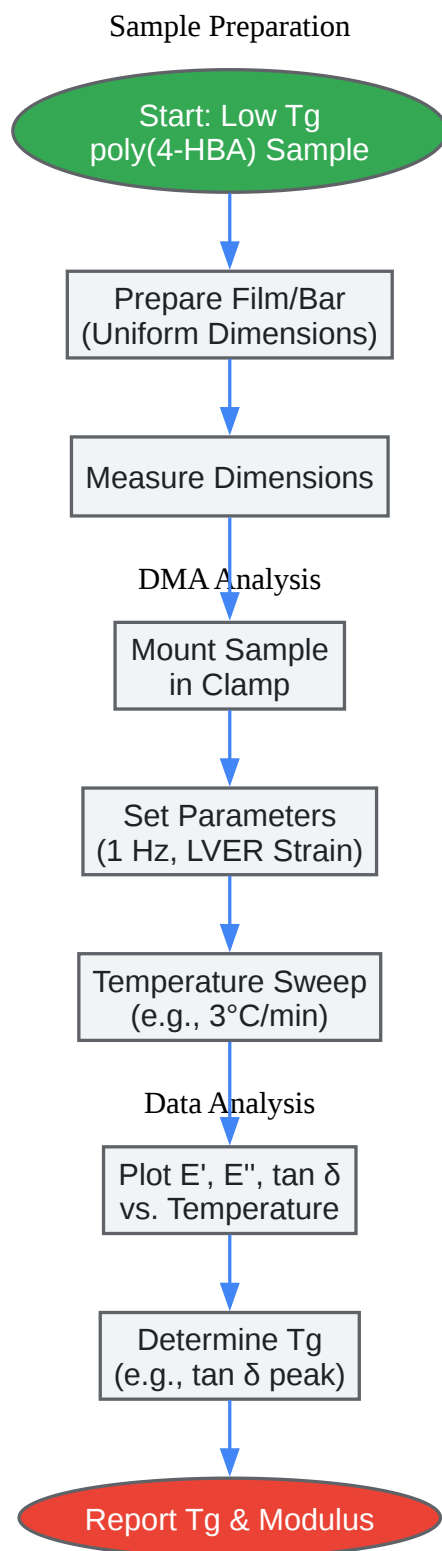 Sample Preparation
Start: Low Tg
poly(4-HBA) Sample
Prepare Film/Bar
(Uniform Dimensions)
Measure Dimensions
DMA Analysis
Mount Sample
in Clamp
Set Parameters
(1 Hz, LVER Strain)
Temperature Sweep
(e.g., 3°C/min)
Data Analysis
Plot E', E'', tan δ
vs. Temperature
Determine Tg
(e.g., tan δ peak)
Report Tg & Modulus